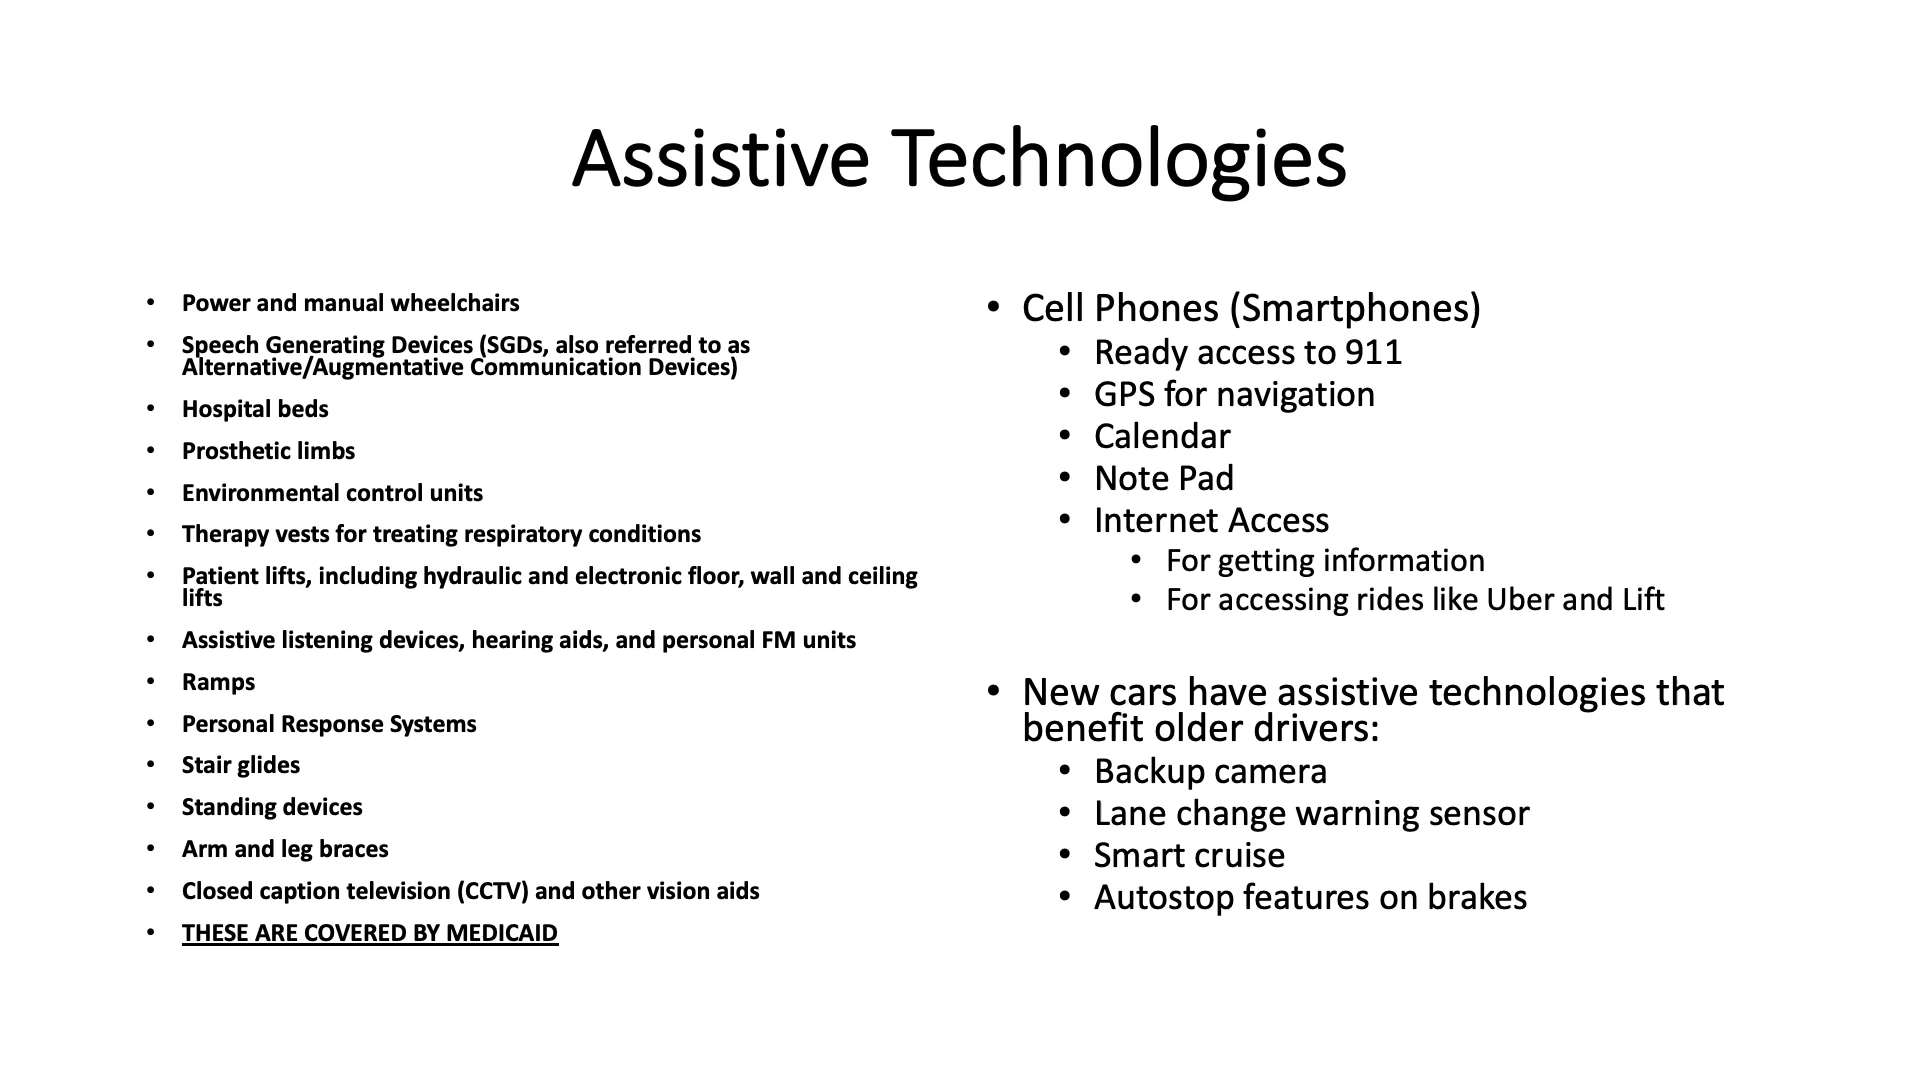 Assistive Technologies
• Power and manual wheelchairs
• Speech Generating Devices (SGDs, also referred to as
Alternative/Augmentative Communication Devices)
• Hospital beds
• Prosthetic limbs
• Environmental control units
• Therapy vests for treating respiratory conditions
• Patient lifts, including hydraulic and electronic floor, wall and ceiling
lifts
• Assistive listening devices, hearing aids, and personal FM units
• Ramps
• Personal Response Systems
• Stair glides
• Standing devices
• Arm and leg braces
• Closed caption television (CCTV) and other vision aids
• THESE ARE COVERED BY MEDICAID
• Cell Phones (Smartphones)
• Ready access to 911
• GPS for navigation
• Calendar
• Note Pad
• Internet Access
• For getting information
• For accessing rides like Uber and Lift
• New cars have assistive technologies that
benefit older drivers:
• Backup camera
• Lane change warning sensor
• Smart cruise
• Autostop features on brakes